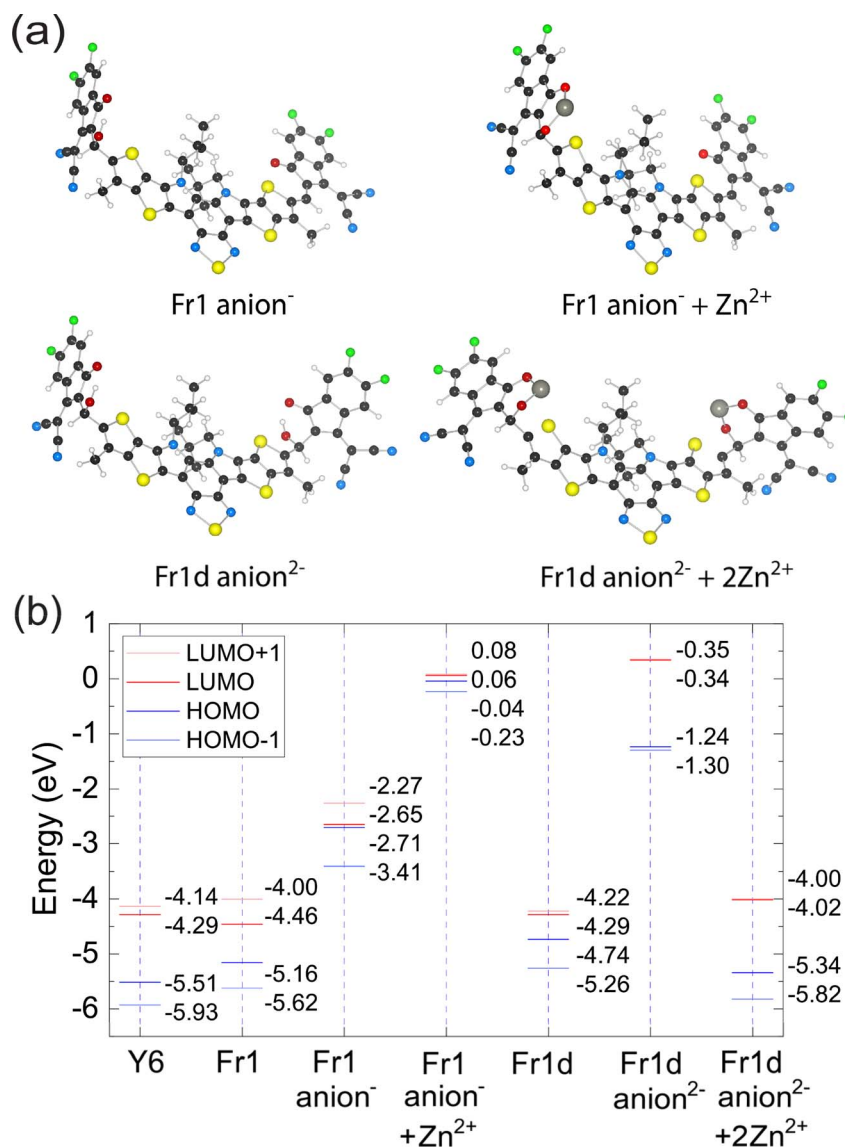 (a)
Fr1 anion⁻
Fr1 anion⁻ + Zn²⁺
Fr1d anion²⁻
Fr1d anion²⁻ + 2Zn²⁺
(b)
Energy (eV)
1
0
-1
-2
-3
-4
-5
-6
LUMO+1
LUMO
HOMO
HOMO-1
-4.14
-4.29
-5.51
-5.93
-4.00
-4.46
-5.16
-5.62
-2.27
-2.65
-2.71
-3.41
0.08
0.06
-0.04
-0.23
-4.22
-4.29
-4.74
-5.26
-0.35
-0.34
-1.24
-1.30
-4.00
-4.02
-5.34
-5.82
Y6
Fr1
Fr1
anion⁻
Fr1
anion⁻
+Zn²⁺
Fr1d
Fr1d
anion²⁻
Fr1d
anion²⁻
+2Zn²⁺